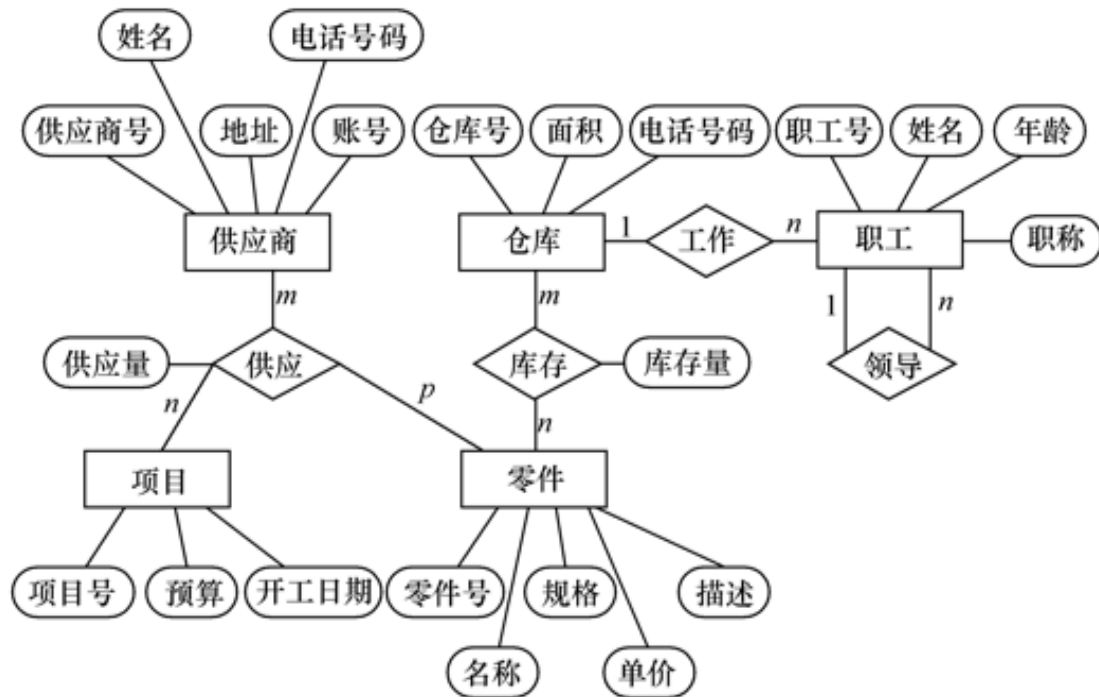 姓名
电话号码
供应商号
地址
账号
仓库号
面积
电话号码
职工号
姓名
年龄
供应商
仓库
1
工作
n
职工
职称
m
m
1
n
供应量
供应
库存
库存量
领导
n
p
n
项目
零件
项目号
预算
开工日期
零件号
规格
描述
名称
单价